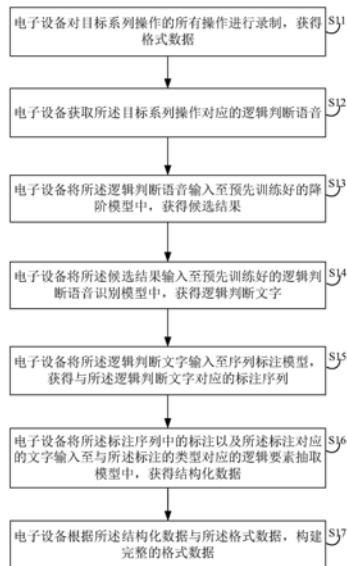 电子设备对目标系列操作的所有操作进行录制，获得
格式数据
S11
电子设备获取所述目标系列操作对应的逻辑判断语音
S12
电子设备将所述逻辑判断语音输入至预先训练好的降
阶模型中，获得候选结果
S13
电子设备将所述候选结果输入至预先训练好的逻辑判
断语音识别模型中，获得逻辑判断文字
S14
电子设备将所述逻辑判断文字输入至序列标注模型，
获得与所述逻辑判断文字对应的标注序列
S15
电子设备将所述标注序列中的标注以及所述标注对应
的文字输入至与所述标注的类型对应的逻辑要素抽取
模型中，获得结构化数据
S16
电子设备根据所述结构化数据与所述格式数据，构建
完整的格式数据
S17